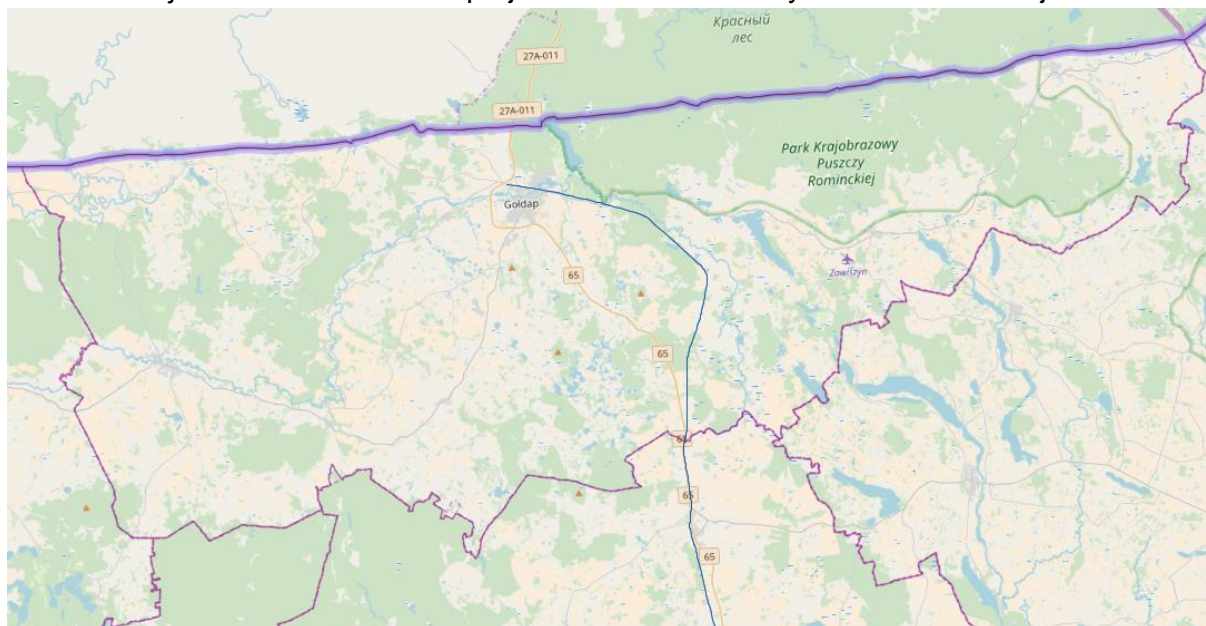 Красный
лес
27A-011
27A-011
Park Krajobrazowy
Puszczy
Rominckiej
Gołdap
Zawiszyn
65
65
65
65
65